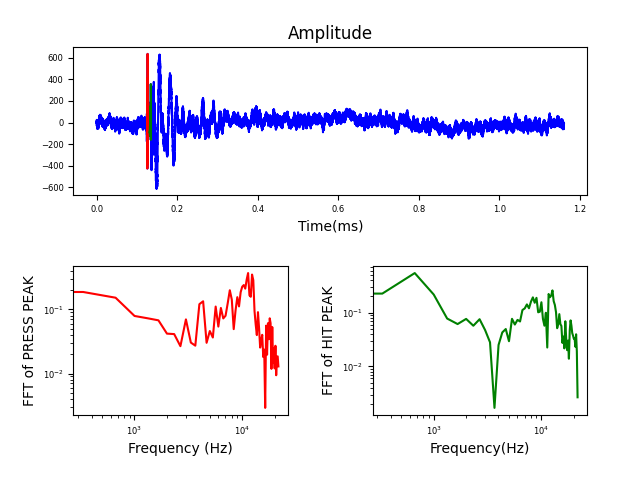 Amplitude
600
400
200
0
−200
−400
−600
0.0 0.2 0.4 0.6 0.8 1.0 1.2
Time(ms)
FFT of PRESS PEAK
10⁻¹
10⁻²
10³ 10⁴
Frequency (Hz)
FFT of HIT PEAK
10⁻¹
10⁻²
10³ 10⁴
Frequency(Hz)